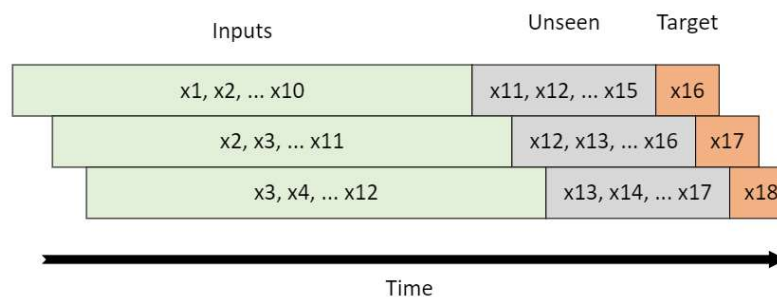 Inputs Unseen Target
x1, x2, ... x10 x11, x12, ... x15 x16
x2, x3, ... x11 x12, x13, ... x16 x17
x3, x4, ... x12 x13, x14, ... x17 x18
Time